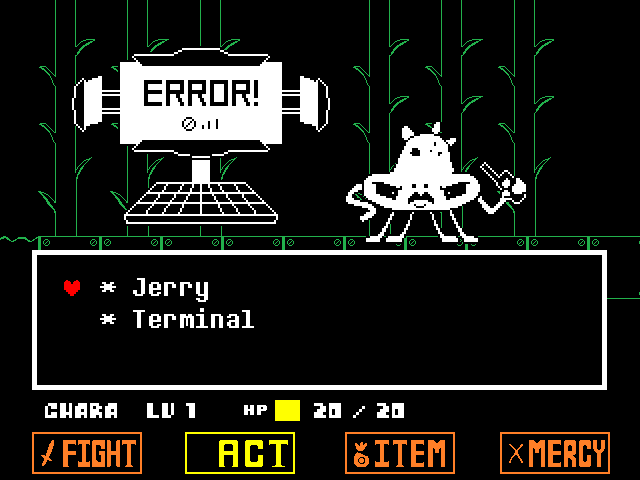 ERROR!
* Jerry
* Terminal
CHARA LV 1 HP 20 / 20
FIGHT ACT ITEM MERCY